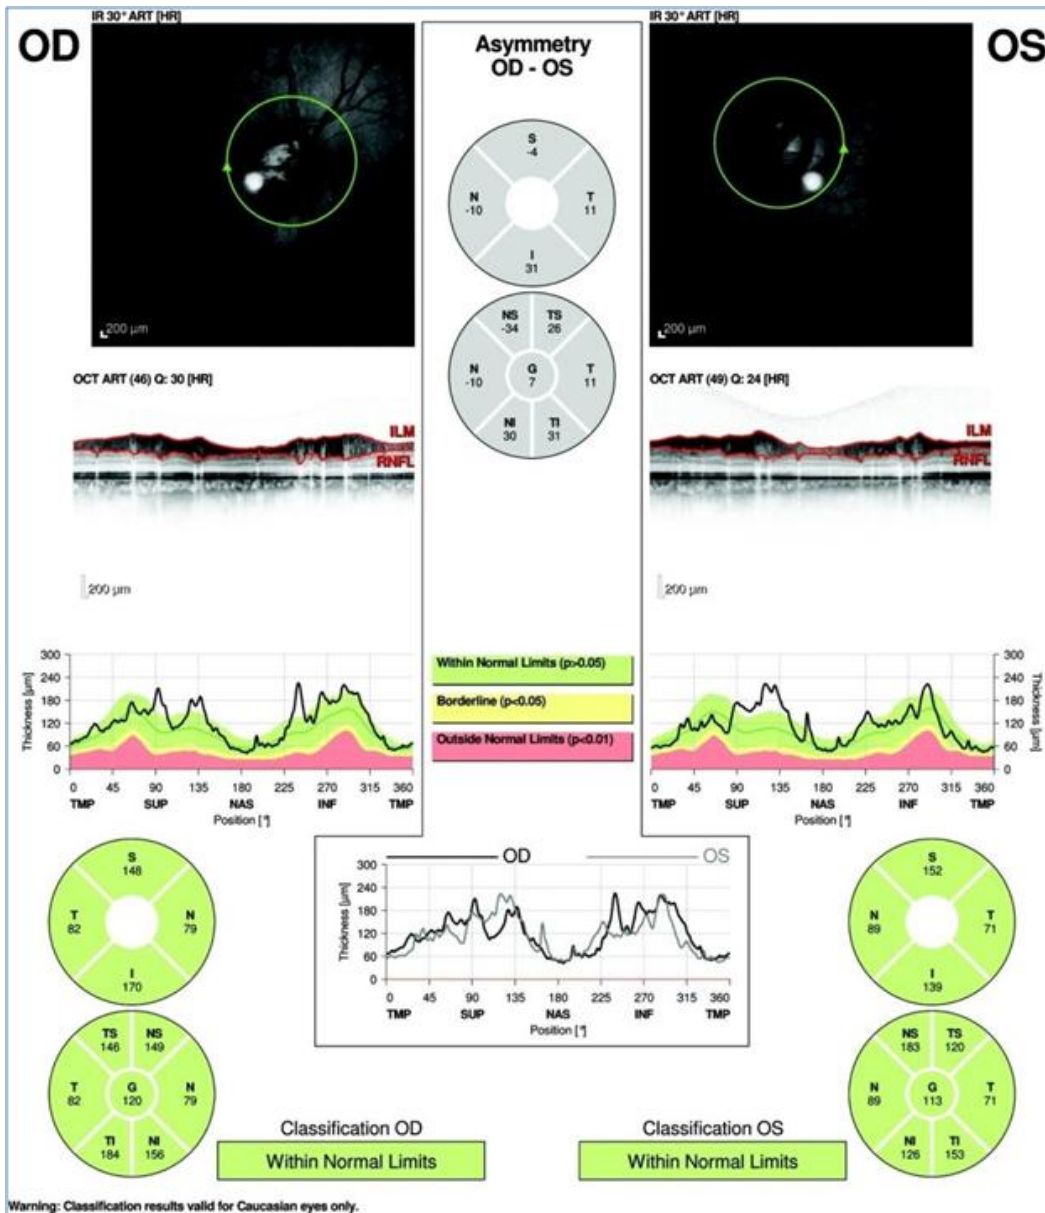 IR 30° ART [HR]
OD
200 µm
OCT ART (46) Q: 30 [HR]
ILM
RNFL
200 µm
Asymmetry
OD - OS
S
-4
N
-10
T
11
I
31
NS
-34
TS
26
N
-10
G
7
T
11
NI
30
TI
31
IR 30° ART [HR]
OS
200 µm
OCT ART (49) Q: 24 [HR]
ILM
RNFL
200 µm
Thickness [µm]
300
240
180
120
60
0
0 45 90 135 180 225 270 315 360
TMP SUP NAS INF TMP
Position [°]
Within Normal Limits (p>0.05)
Borderline (p<0.05)
Outside Normal Limits (p<0.01)
300
240
180
120
60
0
Thickness [µm]
0 45 90 135 180 225 270 315 360
TMP SUP NAS INF TMP
Position [°]
OD OS
Thickness [µm]
300
240
180
120
60
0
0 45 90 135 180 225 270 315 360
TMP SUP NAS INF TMP
Position [°]
S
148
T
82
N
79
I
170
TS
146
NS
149
T
82
G
120
N
79
TI
184
NI
156
S
152
N
89
T
71
I
139
NS
183
TS
120
N
89
G
113
T
71
NI
126
TI
153
Classification OD
Within Normal Limits
Classification OS
Within Normal Limits
Warning: Classification results valid for Caucasian eyes only.